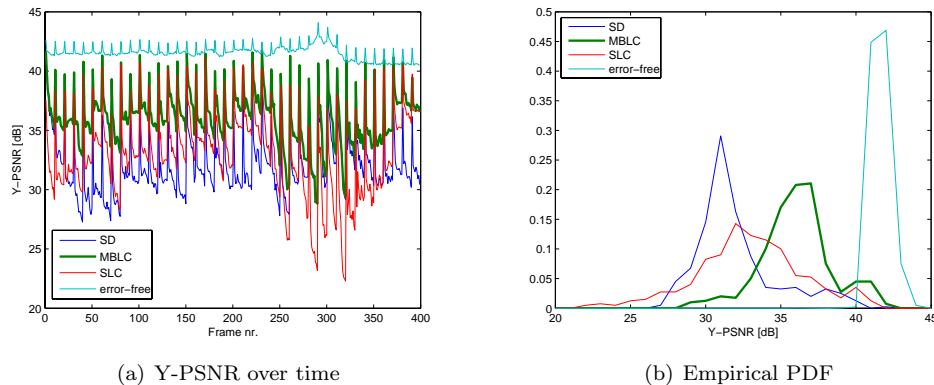 45
40
35
30
25
20
Y−PSNR [dB]
SD
MBLC
SLC
error−free
0 50 100 150 200 250 300 350 400
Frame nr.
(a) Y-PSNR over time
0.5
0.45
0.4
0.35
0.3
0.25
0.2
0.15
0.1
0.05
0
SD
MBLC
SLC
error−free
20 25 30 35 40 45
Y−PSNR [dB]
(b) Empirical PDF